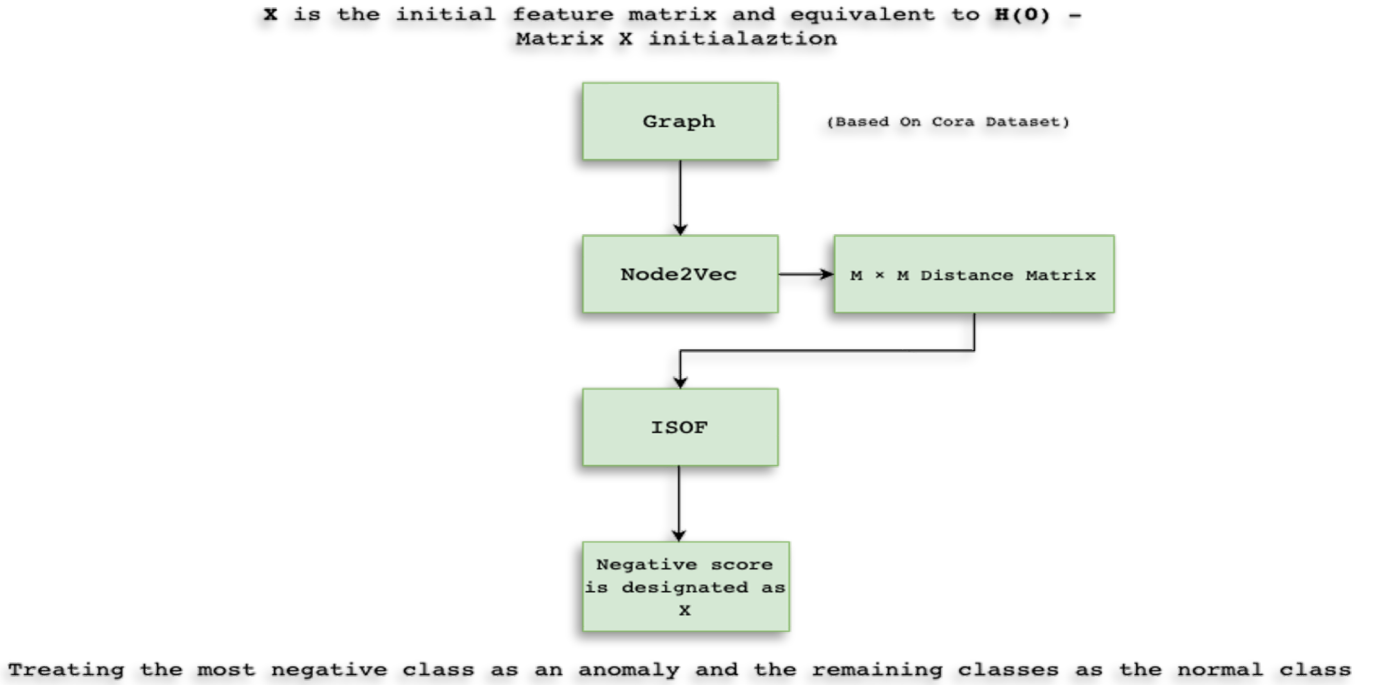 X is the initial feature matrix and equivalent to H(0) –
Matrix X initialaztion
Graph
(Based On Cora Dataset)
Node2Vec
M × M Distance Matrix
ISOF
Negative score
is designated as
X
Treating the most negative class as an anomaly and the remaining classes as the normal class